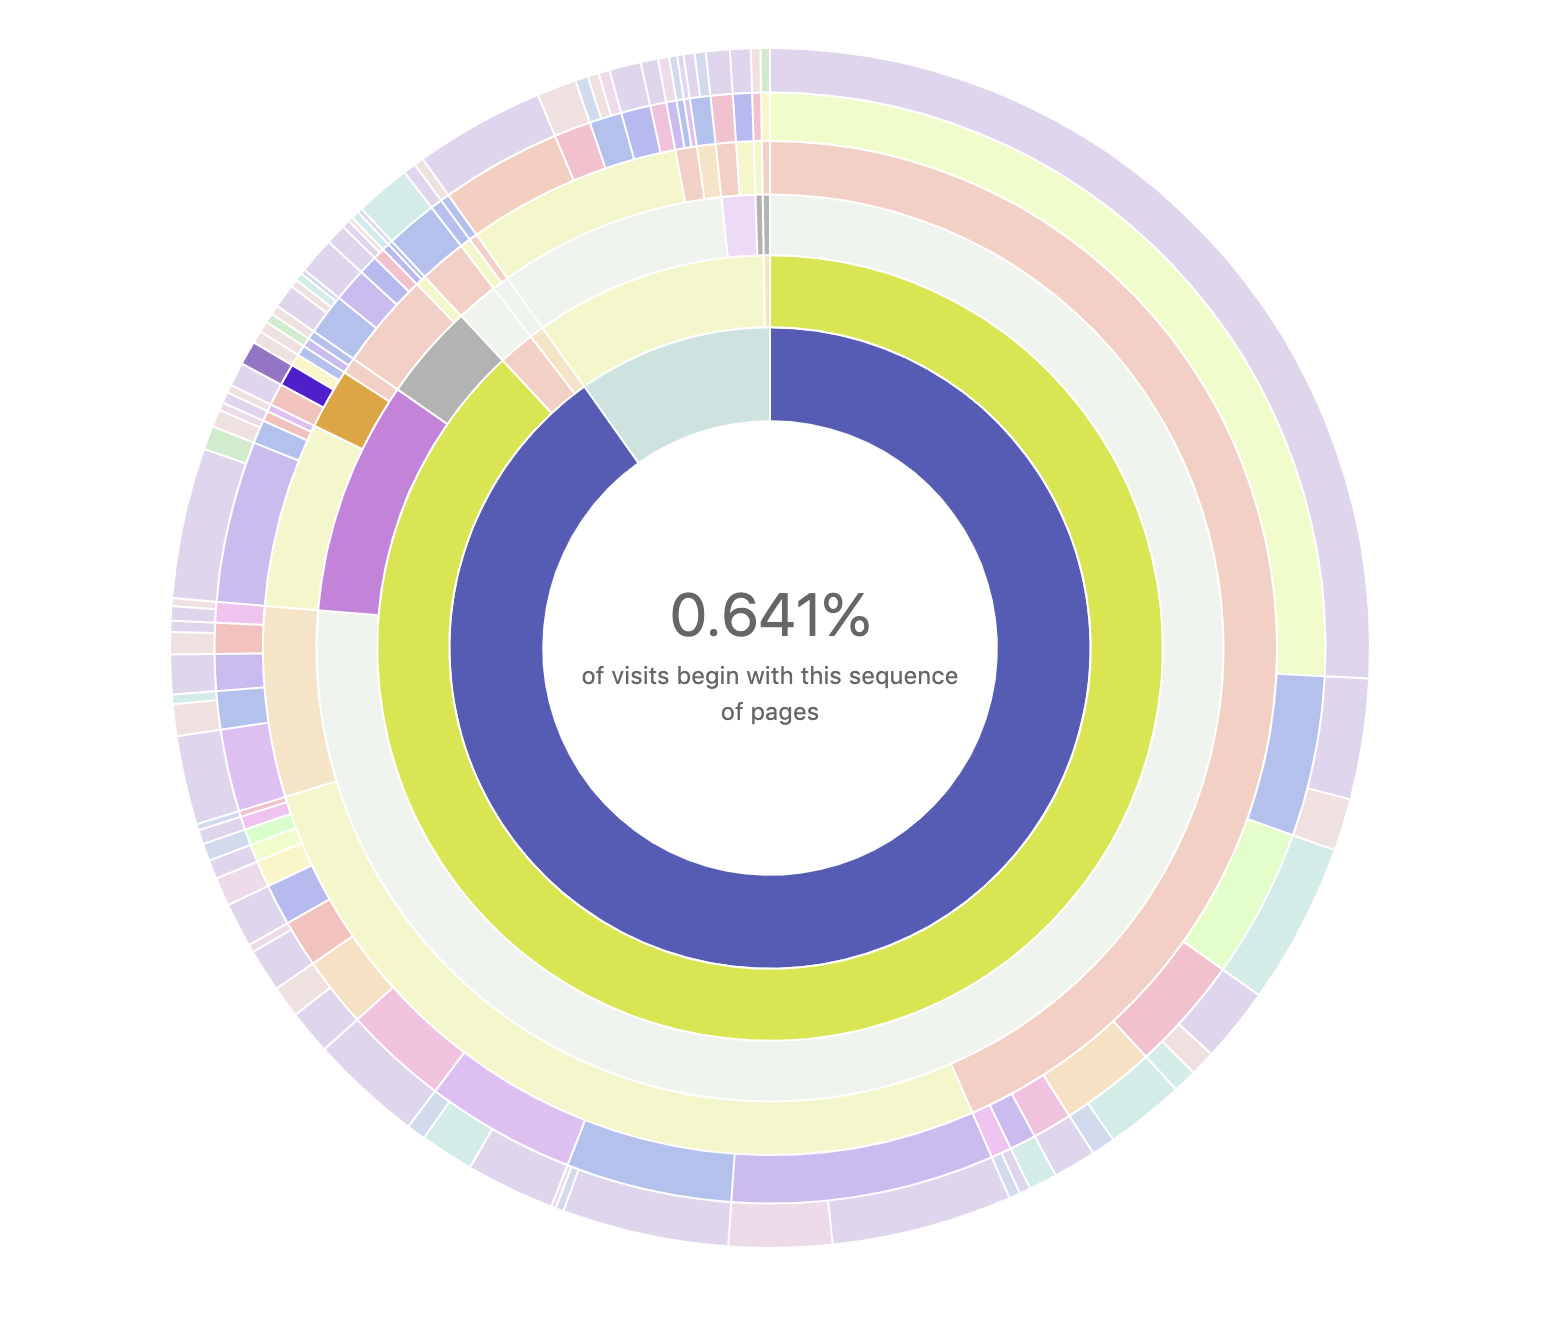 0.641%
of visits begin with this sequence
of pages